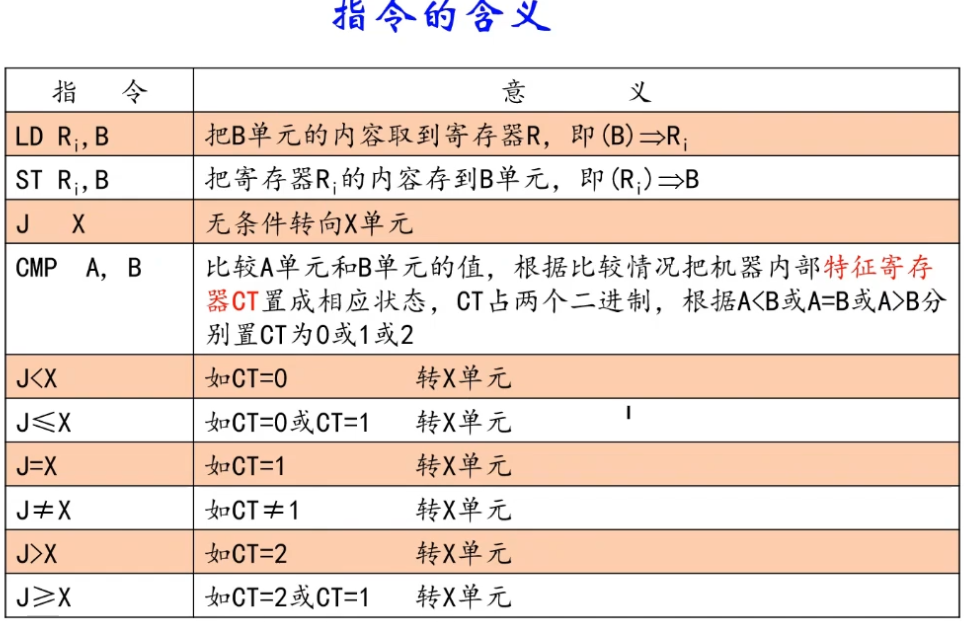 指令的含义
指 令 意 义
LD Rᵢ,B 把B单元的内容取到寄存器R，即(B)⇒Rᵢ
ST Rᵢ,B 把寄存器Rᵢ的内容存到B单元，即(Rᵢ)⇒B
J X 无条件转向X单元
CMP A, B 比较A单元和B单元的值，根据比较情况把机器内部特征寄存
器CT置成相应状态，CT占两个二进制，根据A<B或A=B或A>B分
别置CT为0或1或2
J<X 如CT=0 转X单元
J≤X 如CT=0或CT=1 转X单元
J=X 如CT=1 转X单元
J≠X 如CT≠1 转X单元
J>X 如CT=2 转X单元
J≥X 如CT=2或CT=1 转X单元